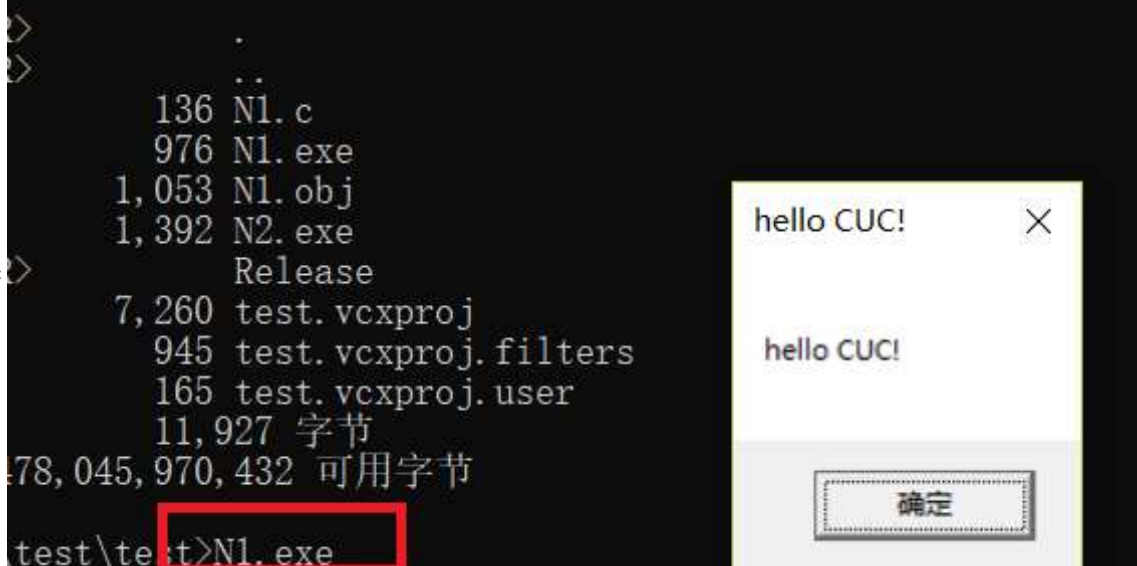 .
..
136 N1.c
976 N1.exe
1,053 N1.obj
1,392 N2.exe
Release
7,260 test.vcxproj
945 test.vcxproj.filters
165 test.vcxproj.user
11,927 字节
78,045,970,432 可用字节
\test\test>N1.exe
hello CUC!
hello CUC!
确定